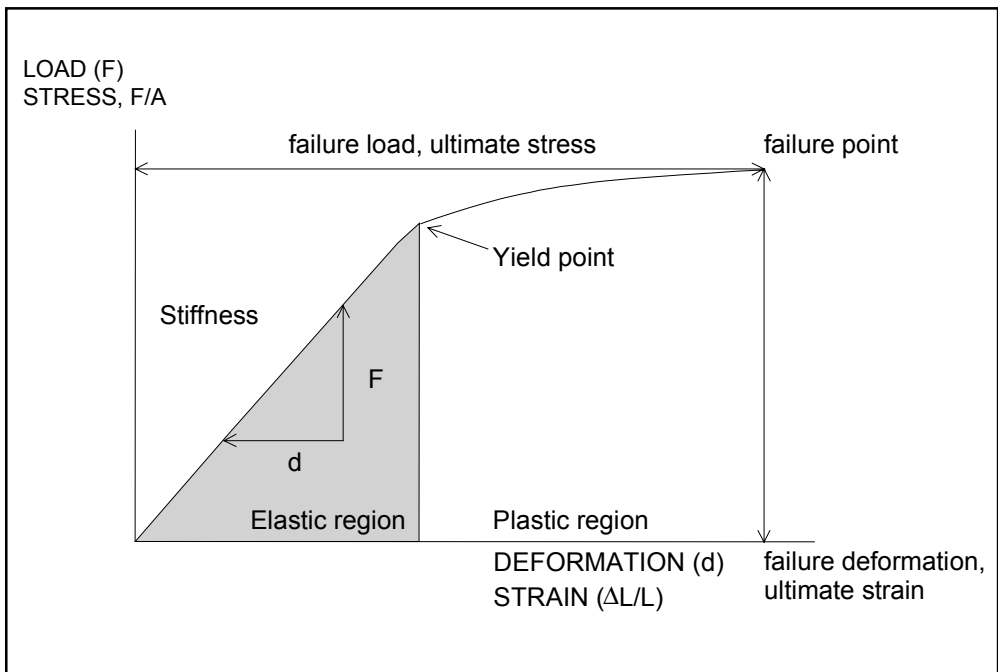 LOAD (F)
STRESS, F/A
failure load, ultimate stress
failure point
Yield point
Stiffness
F
d
Elastic region
Plastic region
DEFORMATION (d)
STRAIN (ΔL/L)
failure deformation,
ultimate strain